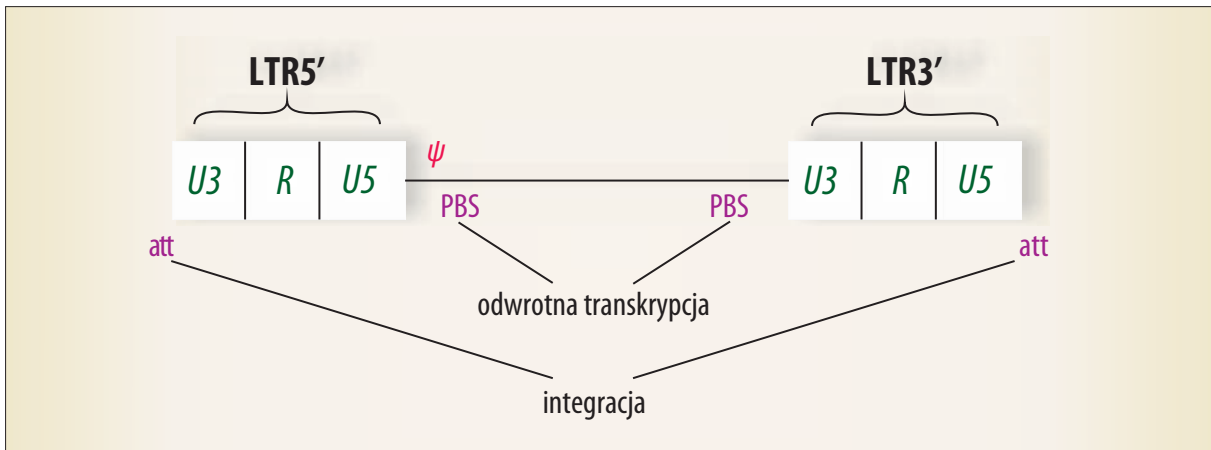 LTR5’ LTR3’
U3 R U5 ψ U3 R U5
PBS PBS
att att
odwrotna transkrypcja
integracja